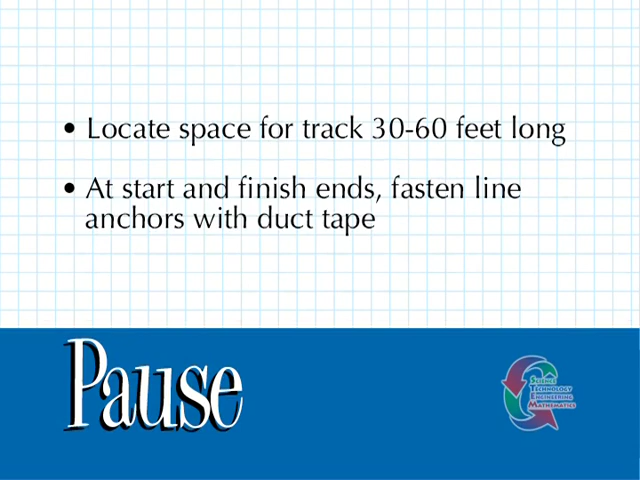 • Locate space for track 30-60 feet long
• At start and finish ends, fasten line
anchors with duct tape
Pause
SCIENCE
TECHNOLOGY
ENGINEERING
MATHEMATICS